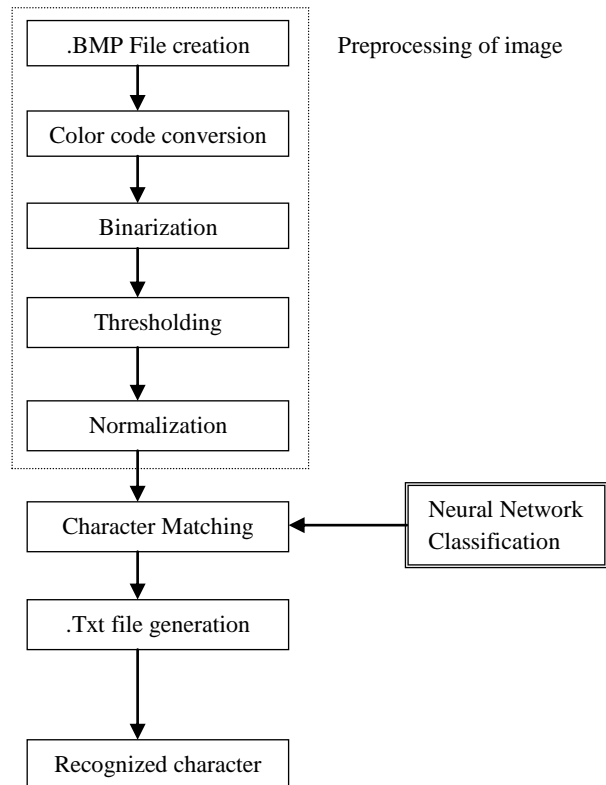 .BMP File creation
Preprocessing of image
Color code conversion
Binarization
Thresholding
Normalization
Character Matching
Neural Network
Classification
.Txt file generation
Recognized character